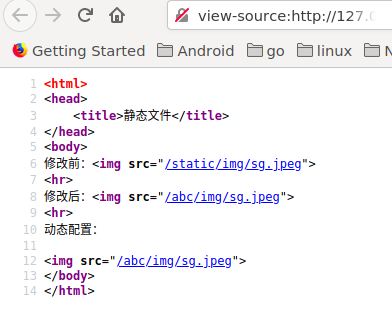 view-source:http://127.
Getting Started Android go linux
1 <html>
2 <head>
3 <title>静态文件</title>
4 </head>
5 <body>
6 修改前：<img src="/static/img/sg.jpeg">
7 <hr>
8 修改后：<img src="/abc/img/sg.jpeg">
9 <hr>
10 动态配置：
11
12 <img src="/abc/img/sg.jpeg">
13 </body>
14 </html>